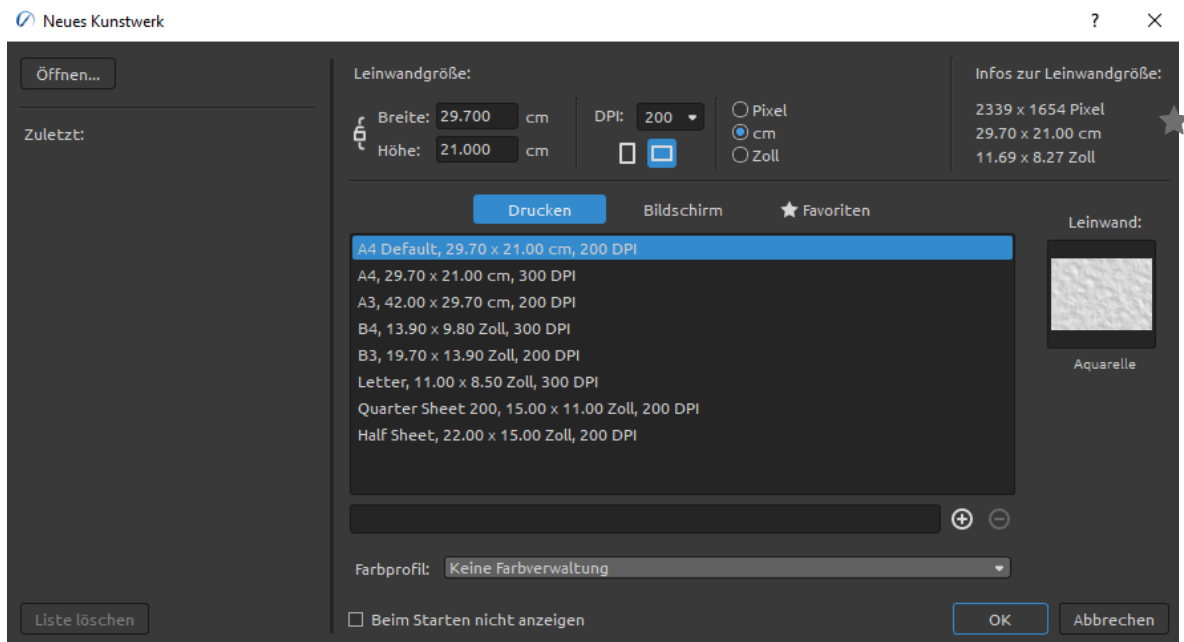 Neues Kunstwerk
?
Öffnen...
Zuletzt:
Liste löschen
Leinwandgröße:
Breite: 29.700 cm
Höhe: 21.000 cm
DPI: 200
Pixel
cm
Zoll
Infos zur Leinwandgröße:
2339 x 1654 Pixel
29.70 x 21.00 cm
11.69 x 8.27 Zoll
Drucken Bildschirm Favoriten
A4 Default, 29.70 x 21.00 cm, 200 DPI
A4, 29.70 x 21.00 cm, 300 DPI
A3, 42.00 x 29.70 cm, 200 DPI
B4, 13.90 x 9.80 Zoll, 300 DPI
B3, 19.70 x 13.90 Zoll, 200 DPI
Letter, 11.00 x 8.50 Zoll, 300 DPI
Quarter Sheet 200, 15.00 x 11.00 Zoll, 200 DPI
Half Sheet, 22.00 x 15.00 Zoll, 200 DPI
Leinwand:
Aquarelle
Farbprofil: Keine Farbverwaltung
Beim Starten nicht anzeigen
OK Abbrechen